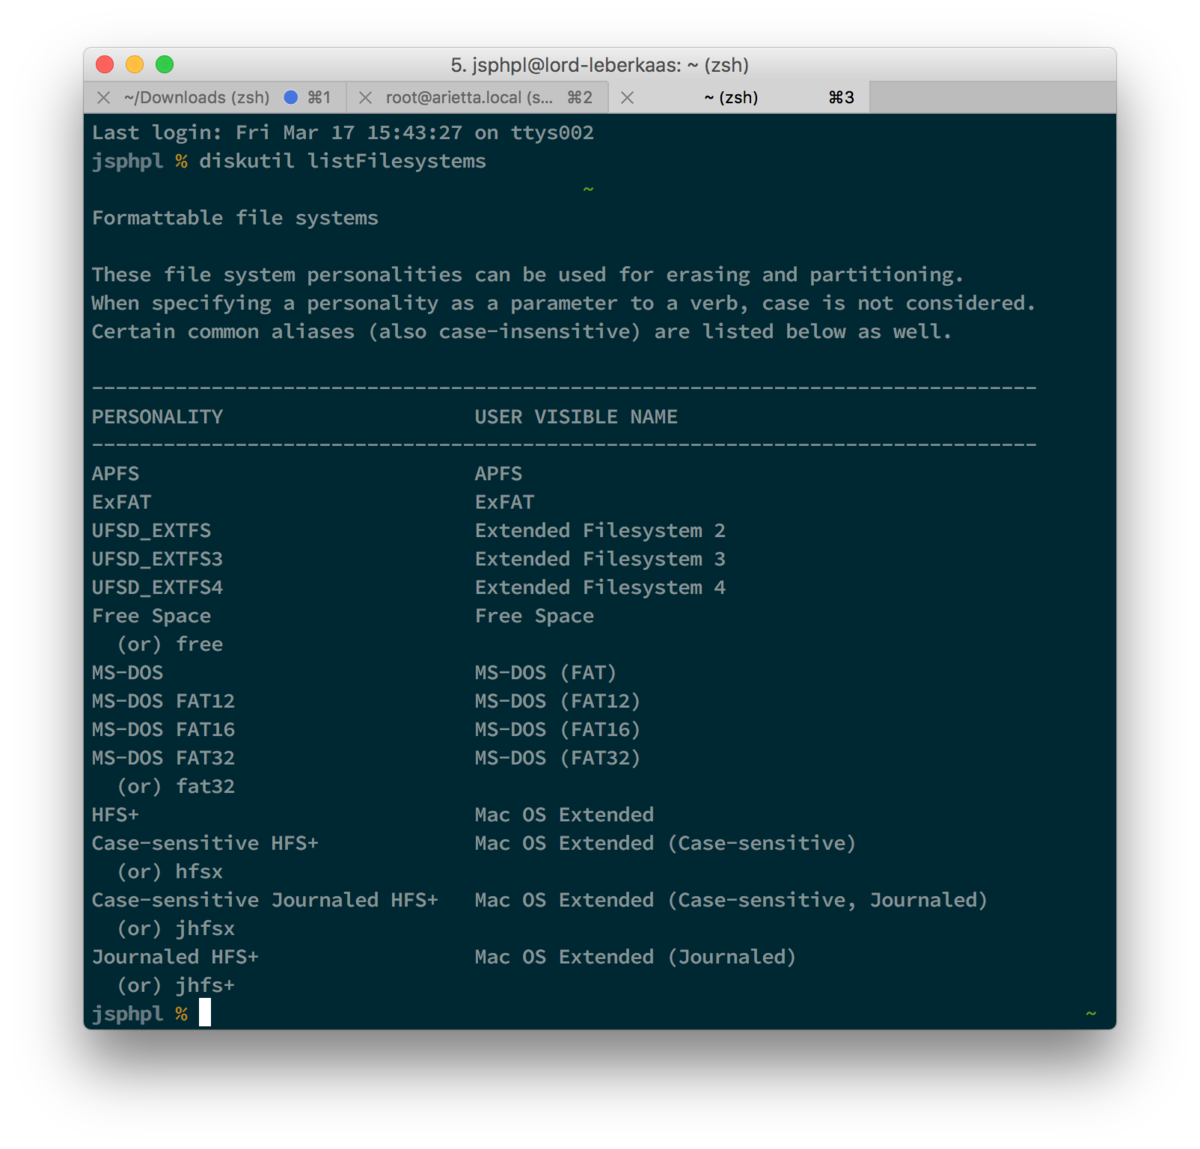 5. jsphpl@lord-leberkaas: ~ (zsh)
~/Downloads (zsh) ⌘1 root@arietta.local (s... ⌘2 ~ (zsh) ⌘3
Last login: Fri Mar 17 15:43:27 on ttys002
jsphpl % diskutil listFilesystems
~
Formattable file systems
These file system personalities can be used for erasing and partitioning.
When specifying a personality as a parameter to a verb, case is not considered.
Certain common aliases (also case-insensitive) are listed below as well.
-------------------------------------------------------------------------------
PERSONALITY USER VISIBLE NAME
-------------------------------------------------------------------------------
APFS APFS
ExFAT ExFAT
UFSD_EXTFS Extended Filesystem 2
UFSD_EXTFS3 Extended Filesystem 3
UFSD_EXTFS4 Extended Filesystem 4
Free Space Free Space
(or) free
MS-DOS MS-DOS (FAT)
MS-DOS FAT12 MS-DOS (FAT12)
MS-DOS FAT16 MS-DOS (FAT16)
MS-DOS FAT32 MS-DOS (FAT32)
(or) fat32
HFS+ Mac OS Extended
Case-sensitive HFS+ Mac OS Extended (Case-sensitive)
(or) hfsx
Case-sensitive Journaled HFS+ Mac OS Extended (Case-sensitive, Journaled)
(or) jhfsx
Journaled HFS+ Mac OS Extended (Journaled)
(or) jhfs+
jsphpl % ~